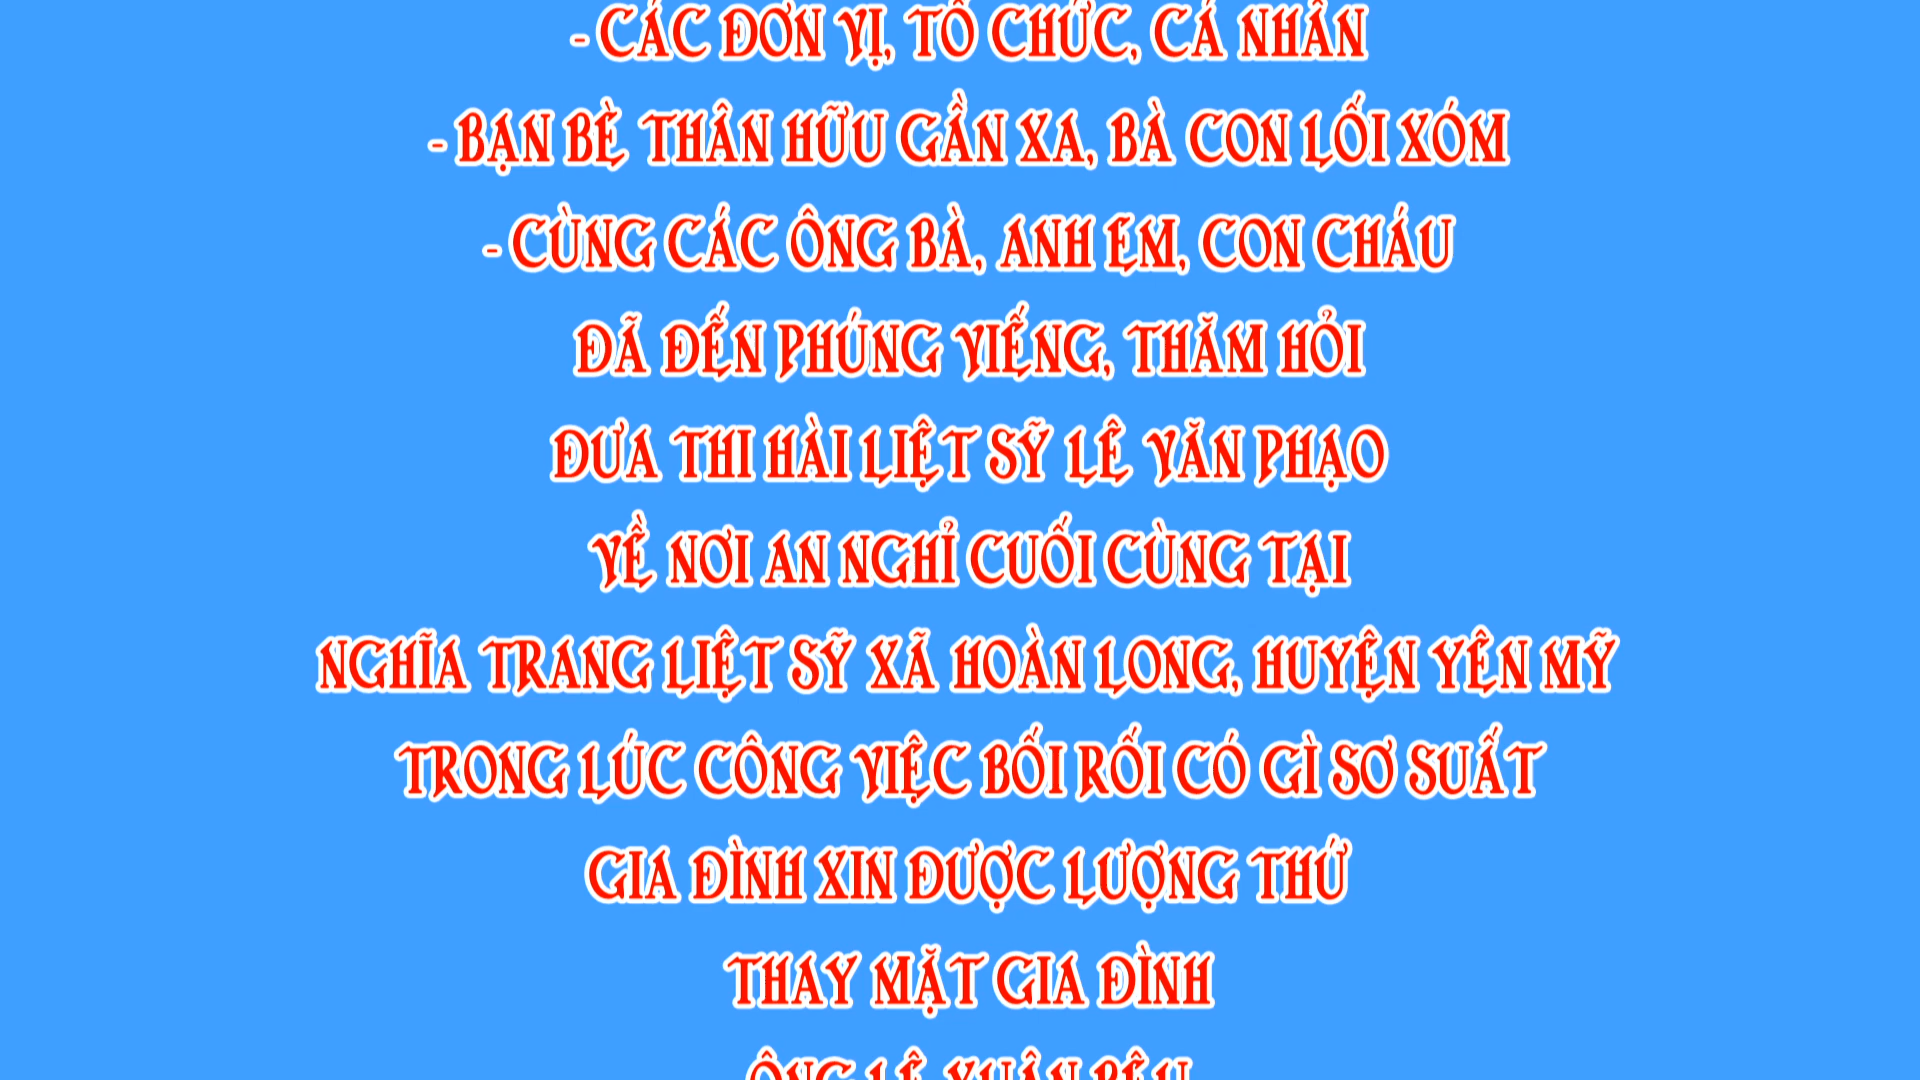 - CÁC ĐƠN VỊ, TỔ CHỨC, CÁ NHÂN
- BẠN BÈ THÂN HỮU GẦN XA, BÀ CON LỐI XÓM
- CÙNG CÁC ÔNG BÀ, ANH EM, CON CHÁU
ĐÃ ĐẾN PHÚNG VIẾNG, THĂM HỎI
ĐƯA THI HÀI LIỆT SỸ LÊ VĂN PHẠO
VỀ NƠI AN NGHỈ CUỐI CÙNG TẠI
NGHĨA TRANG LIỆT SỸ XÃ HOÀN LONG, HUYỆN YÊN MỸ
TRONG LÚC CÔNG VIỆC BỐI RỐI CÓ GÌ SƠ SUẤT
GIA ĐÌNH XIN ĐƯỢC LƯỢNG THỨ
THAY MẶT GIA ĐÌNH
ÔNG LÊ XUÂN